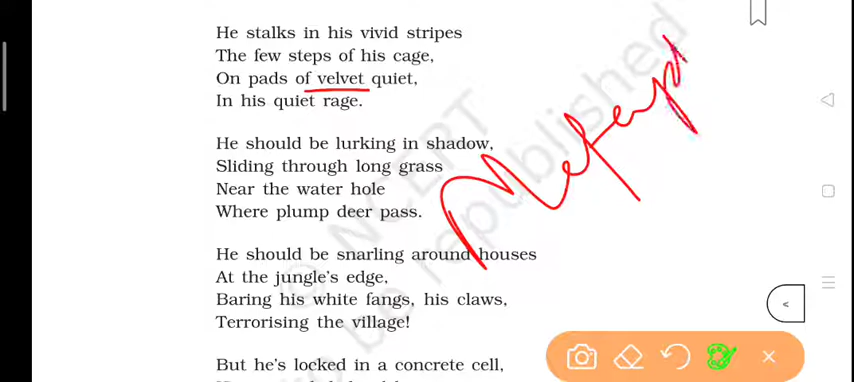 He stalks in his vivid stripes
The few steps of his cage,
On pads of velvet quiet,
In his quiet rage.
He should be lurking in shadow,
Sliding through long grass
Near the water hole
Where plump deer pass.
He should be snarling around houses
At the jungle's edge,
Baring his white fangs, his claws,
Terrorising the village!
But he's locked in a concrete cell,
© NCERT
be republished